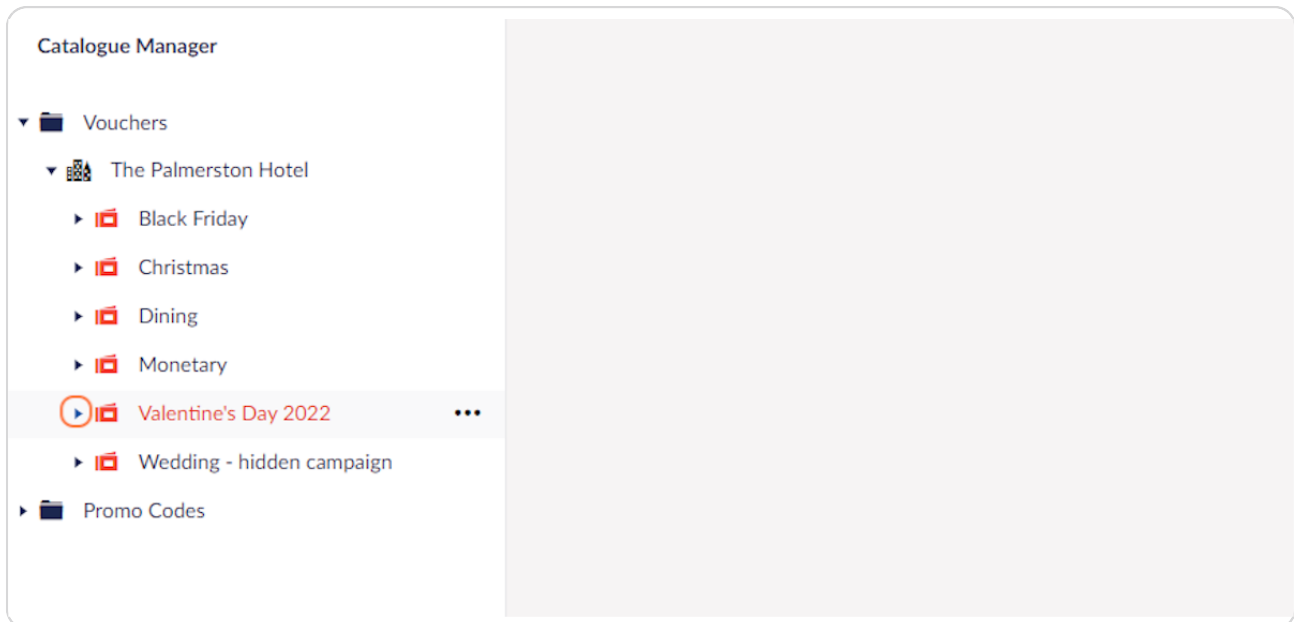 Catalogue Manager
Vouchers
The Palmerston Hotel
Black Friday
Christmas
Dining
Monetary
Valentine's Day 2022
Wedding - hidden campaign
Promo Codes